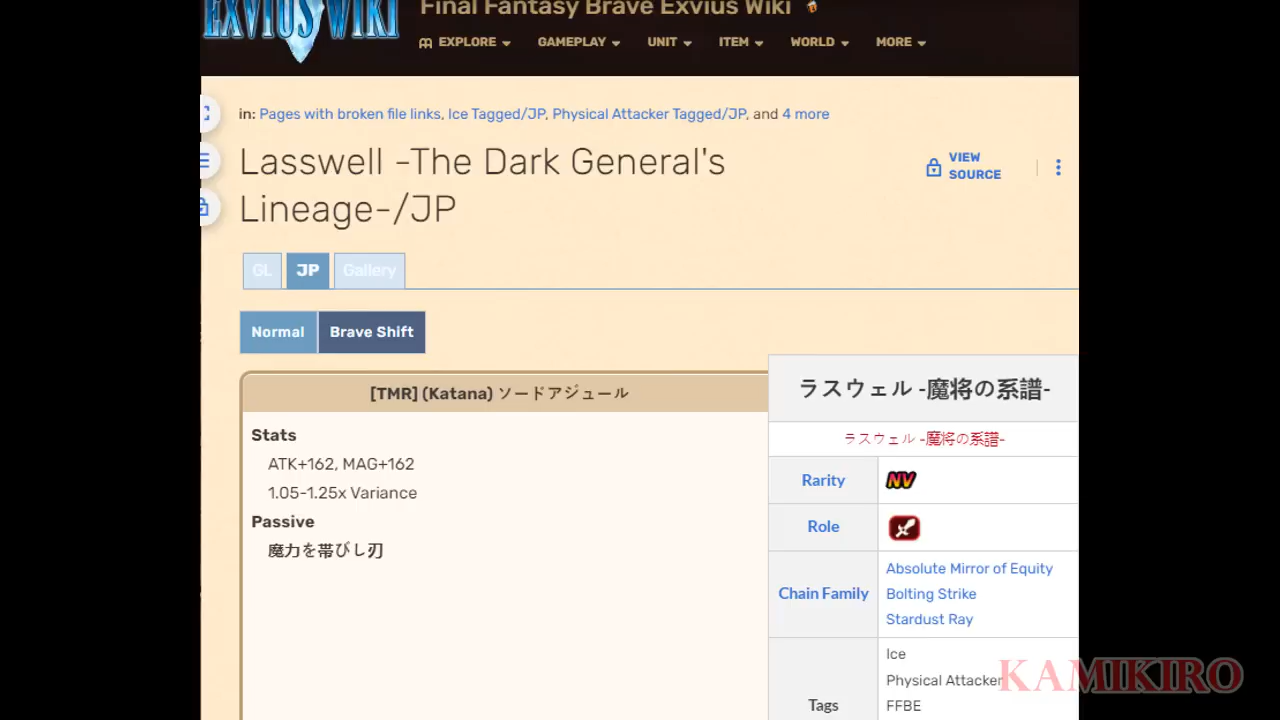 EXVIUS WIKI
Final Fantasy Brave Exvius Wiki
EXPLORE GAMEPLAY UNIT ITEM WORLD MORE
in: Pages with broken file links, Ice Tagged/JP, Physical Attacker Tagged/JP, and 4 more
Lasswell -The Dark General's
Lineage-/JP
VIEW
SOURCE
GL JP Gallery
Normal Brave Shift
[TMR] (Katana) ソードアジュール
Stats
ATK+162, MAG+162
1.05-1.25x Variance
Passive
魔力を帯びし刃
ラスウェル -魔将の系譜-
ラスウェル -魔将の系譜-
Rarity NV
Role
Chain Family
Absolute Mirror of Equity
Bolting Strike
Stardust Ray
Tags
Ice
Physical Attacker
FFBE
KAMIKIRO